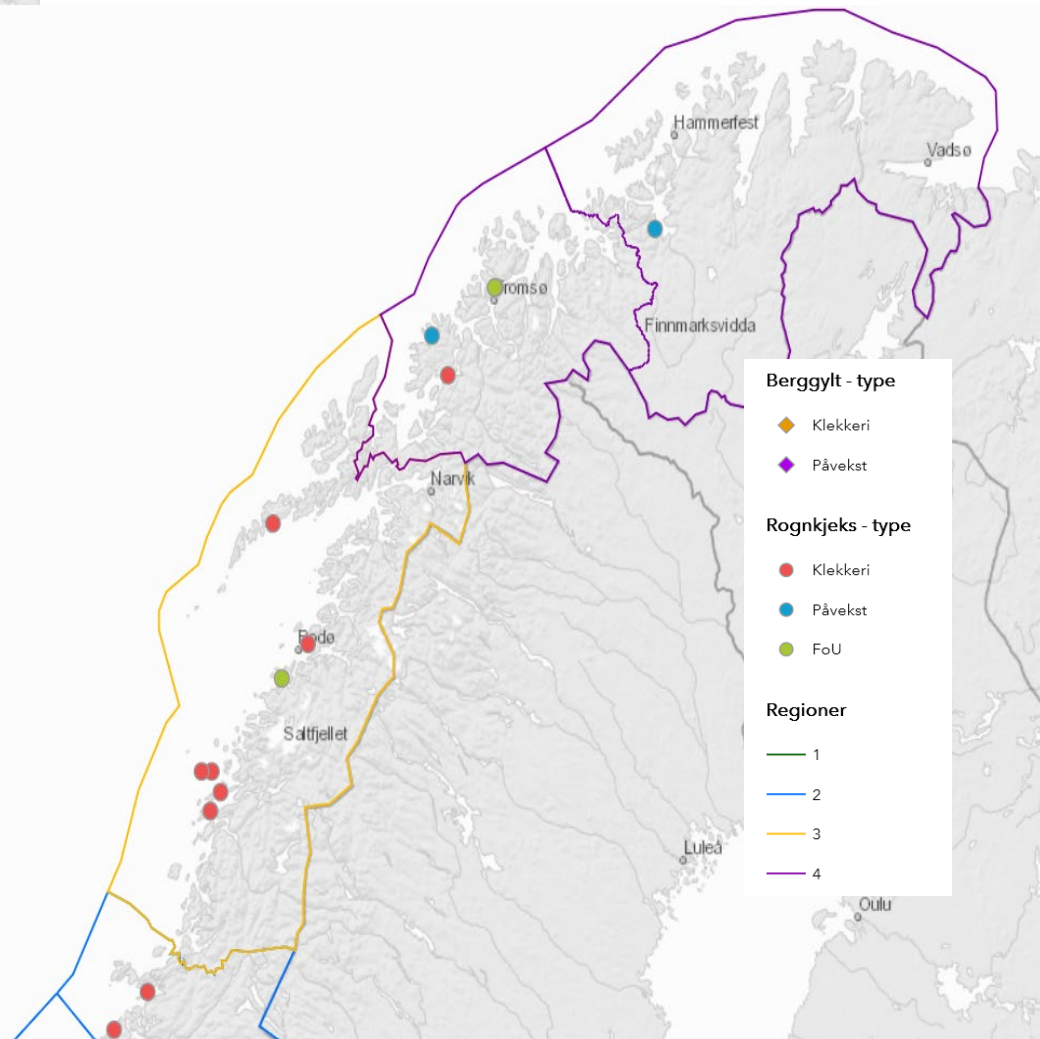 Hammerfest
Vadsø
romsø
Finnmarksvidda
Narvik
Bodø
Saltfjellet
Luleå
Oulu
Berggylt - type
Klekkeri
Påvekst
Rognkjeks - type
Klekkeri
Påvekst
FoU
Regioner
1
2
3
4